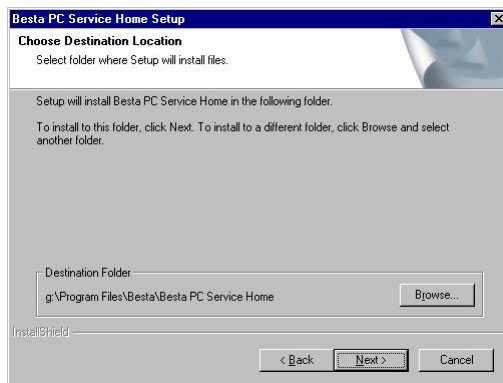 Besta PC Service Home Setup
Choose Destination Location
Select folder where Setup will install files.
Setup will install Besta PC Service Home in the following folder.
To install to this folder, click Next. To install to a different folder, click Browse and select
another folder.
Destination Folder
g:\Program Files\Besta\Besta PC Service Home
Browse...
InstallShield
< Back
Next >
Cancel